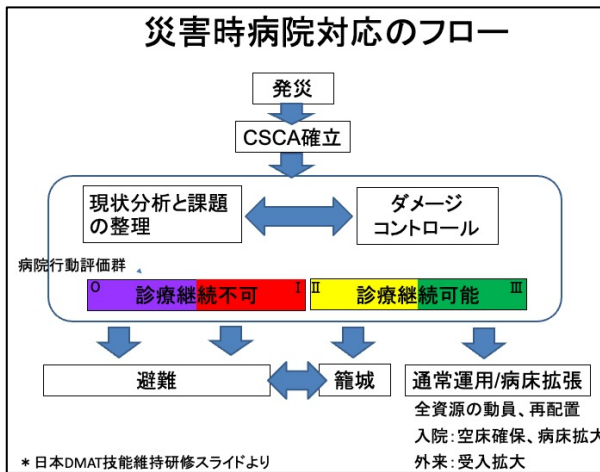 災害時病院対応のフロー
発災
CSCA確立
現状分析と課題
の整理
ダメージ
コントロール
病院行動評価群
0 診療継続不可 Ⅰ
Ⅱ 診療継続可能 Ⅲ
避難
籠城
通常運用/病床拡張
全資源の動員、再配置
入院：空床確保、病床拡大
外来：受入拡大
＊日本DMAT技能維持研修スライドより